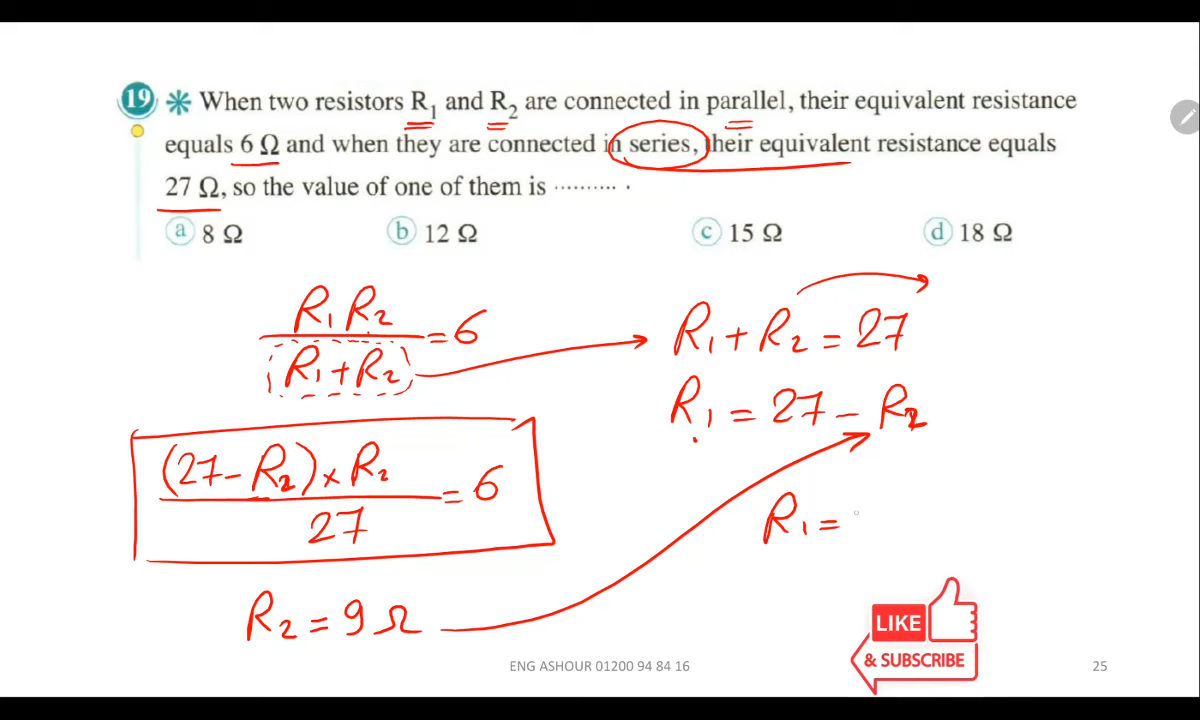 19 * When two resistors R₁ and R₂ are connected in parallel, their equivalent resistance
equals 6 Ω and when they are connected in series, their equivalent resistance equals
27 Ω, so the value of one of them is .......... .
a 8 Ω b 12 Ω c 15 Ω d 18 Ω
R₁ R₂ / R₁ + R₂ = 6
R₁ + R₂ = 27
R₁ = 27 − R₂
(27 − R₂) × R₂ / 27 = 6
R₁ =
R₂ = 9 Ω
LIKE
& SUBSCRIBE
ENG ASHOUR 01200 94 84 16
25